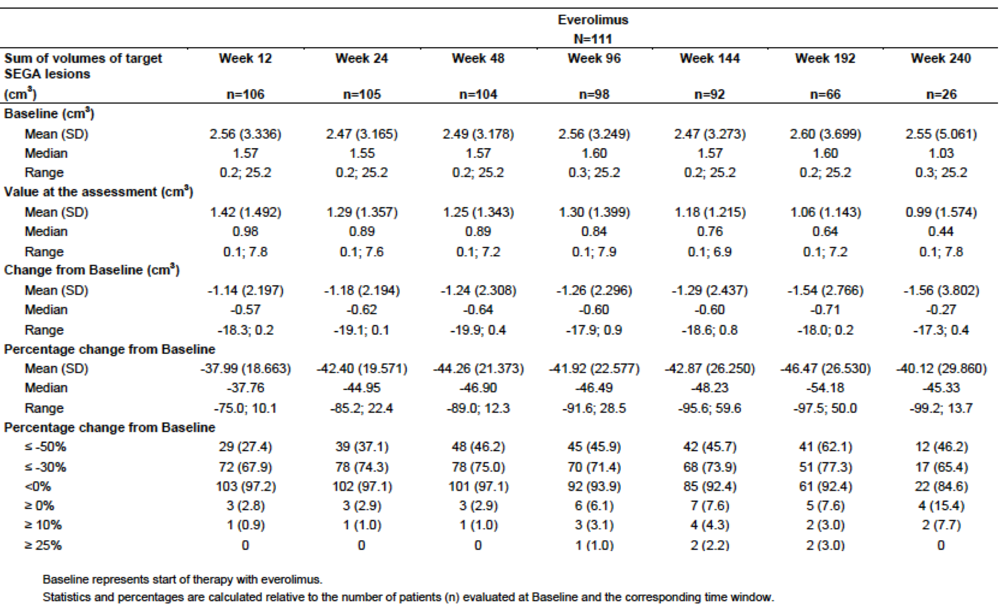 Everolimus
N=111
Sum of volumes of target Week 12 Week 24 Week 48 Week 96 Week 144 Week 192 Week 240
SEGA lesions
(cm³) n=106 n=105 n=104 n=98 n=92 n=66 n=26
Baseline (cm³)
Mean (SD) 2.56 (3.336) 2.47 (3.165) 2.49 (3.178) 2.56 (3.249) 2.47 (3.273) 2.60 (3.699) 2.55 (5.061)
Median 1.57 1.55 1.57 1.60 1.57 1.60 1.03
Range 0.2; 25.2 0.2; 25.2 0.2; 25.2 0.3; 25.2 0.2; 25.2 0.2; 25.2 0.3; 25.2
Value at the assessment (cm³)
Mean (SD) 1.42 (1.492) 1.29 (1.357) 1.25 (1.343) 1.30 (1.399) 1.18 (1.215) 1.06 (1.143) 0.99 (1.574)
Median 0.98 0.89 0.89 0.84 0.76 0.64 0.44
Range 0.1; 7.8 0.1; 7.6 0.1; 7.2 0.1; 7.9 0.1; 6.9 0.1; 7.2 0.1; 7.8
Change from Baseline (cm³)
Mean (SD) -1.14 (2.197) -1.18 (2.194) -1.24 (2.308) -1.26 (2.296) -1.29 (2.437) -1.54 (2.766) -1.56 (3.802)
Median -0.57 -0.62 -0.64 -0.60 -0.60 -0.71 -0.27
Range -18.3; 0.2 -19.1; 0.1 -19.9; 0.4 -17.9; 0.9 -18.6; 0.8 -18.0; 0.2 -17.3; 0.4
Percentage change from Baseline
Mean (SD) -37.99 (18.663) -42.40 (19.571) -44.26 (21.373) -41.92 (22.577) -42.87 (26.250) -46.47 (26.530) -40.12 (29.860)
Median -37.76 -44.95 -46.90 -46.49 -48.23 -54.18 -45.33
Range -75.0; 10.1 -85.2; 22.4 -89.0; 12.3 -91.6; 28.5 -95.6; 59.6 -97.5; 50.0 -99.2; 13.7
Percentage change from Baseline
≤ -50% 29 (27.4) 39 (37.1) 48 (46.2) 45 (45.9) 42 (45.7) 41 (62.1) 12 (46.2)
≤ -30% 72 (67.9) 78 (74.3) 78 (75.0) 70 (71.4) 68 (73.9) 51 (77.3) 17 (65.4)
<0% 103 (97.2) 102 (97.1) 101 (97.1) 92 (93.9) 85 (92.4) 61 (92.4) 22 (84.6)
≥ 0% 3 (2.8) 3 (2.9) 3 (2.9) 6 (6.1) 7 (7.6) 5 (7.6) 4 (15.4)
≥ 10% 1 (0.9) 1 (1.0) 1 (1.0) 3 (3.1) 4 (4.3) 2 (3.0) 2 (7.7)
≥ 25% 0 0 0 1 (1.0) 2 (2.2) 2 (3.0) 0
Baseline represents start of therapy with everolimus.
Statistics and percentages are calculated relative to the number of patients (n) evaluated at Baseline and the corresponding time window.